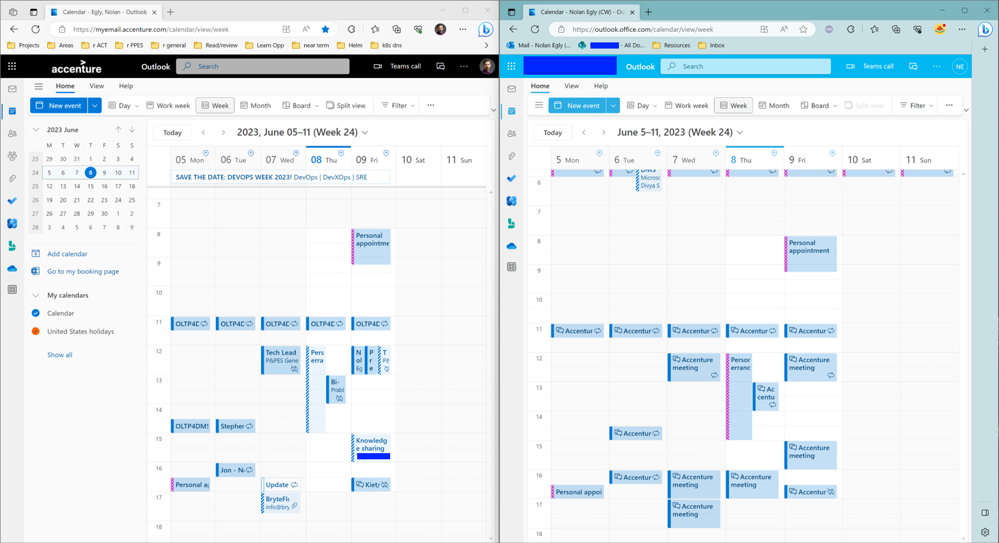 Calendar - Egly, Nolan - Outlook
https://myemail.accenture.com/calendar/view/week
Projects
Areas
r ACT
r PPES
r general
Read/review
Learn Opp
near term
Helm
k8s dns
accenture
Outlook
Search
Teams call
Home
View
Help
New event
Day
Work week
Week
Month
Board
Split view
Filter
2023 June
M T W T F S S
23 29 30 31 1 2 3 4
24 5 6 7 8 9 10 11
25 12 13 14 15 16 17 18
26 19 20 21 22 23 24 25
27 26 27 28 29 30 1 2
28 3 4 5 6 7 8 9
Add calendar
Go to my booking page
My calendars
Calendar
United States holidays
Show all
Today
2023, June 05–11 (Week 24)
05 Mon
06 Tue
07 Wed
08 Thu
09 Fri
10 Sat
11 Sun
SAVE THE DATE: DEVOPS WEEK 2023! DevOps | DevXOps | SRE
7
8
Personal
appointme
9
10
11
OLTP4D
OLTP4D
OLTP4D
OLTP4D
OLTP4D
12
Tech Lead
P&PES Gene
Pers
erra
N
ol
Eg
P
r
e
T
P&
13
Bi-
Prabl
14
OLTP4DMS
Stepher
15
Knowledg
e sharing
16
Jon - N
Personal a
Update
Kiet/
17
BryteFlo
info@bry
18
Calendar - Nolan Egly (CW) - Ou
https://outlook.office.com/calendar/view/week
Mail - Nolan Egly (...
- All Do...
Resources
Inbox
Outlook
Search
Teams call
NE
Home
View
Help
New event
Day
Work week
Week
Month
Board
Split view
Filter
Today
June 5–11, 2023 (Week 24)
5 Mon
6 Tue
7 Wed
8 Thu
9 Fri
10 Sat
11 Sun
DMS
Microsc
Divya S
6
7
8
Personal
appointment
9
10
11
Accentur
Accentur
Accentur
Accentur
Accentur
12
Accenture
meeting
Person
errand
Accenture
meeting
13
Ac
centu
14
Accentur
15
Accenture
meeting
16
Accentur
Accenture
meeting
Accenture
meeting
Personal appoi
Accentur
17
Accenture
meeting
18